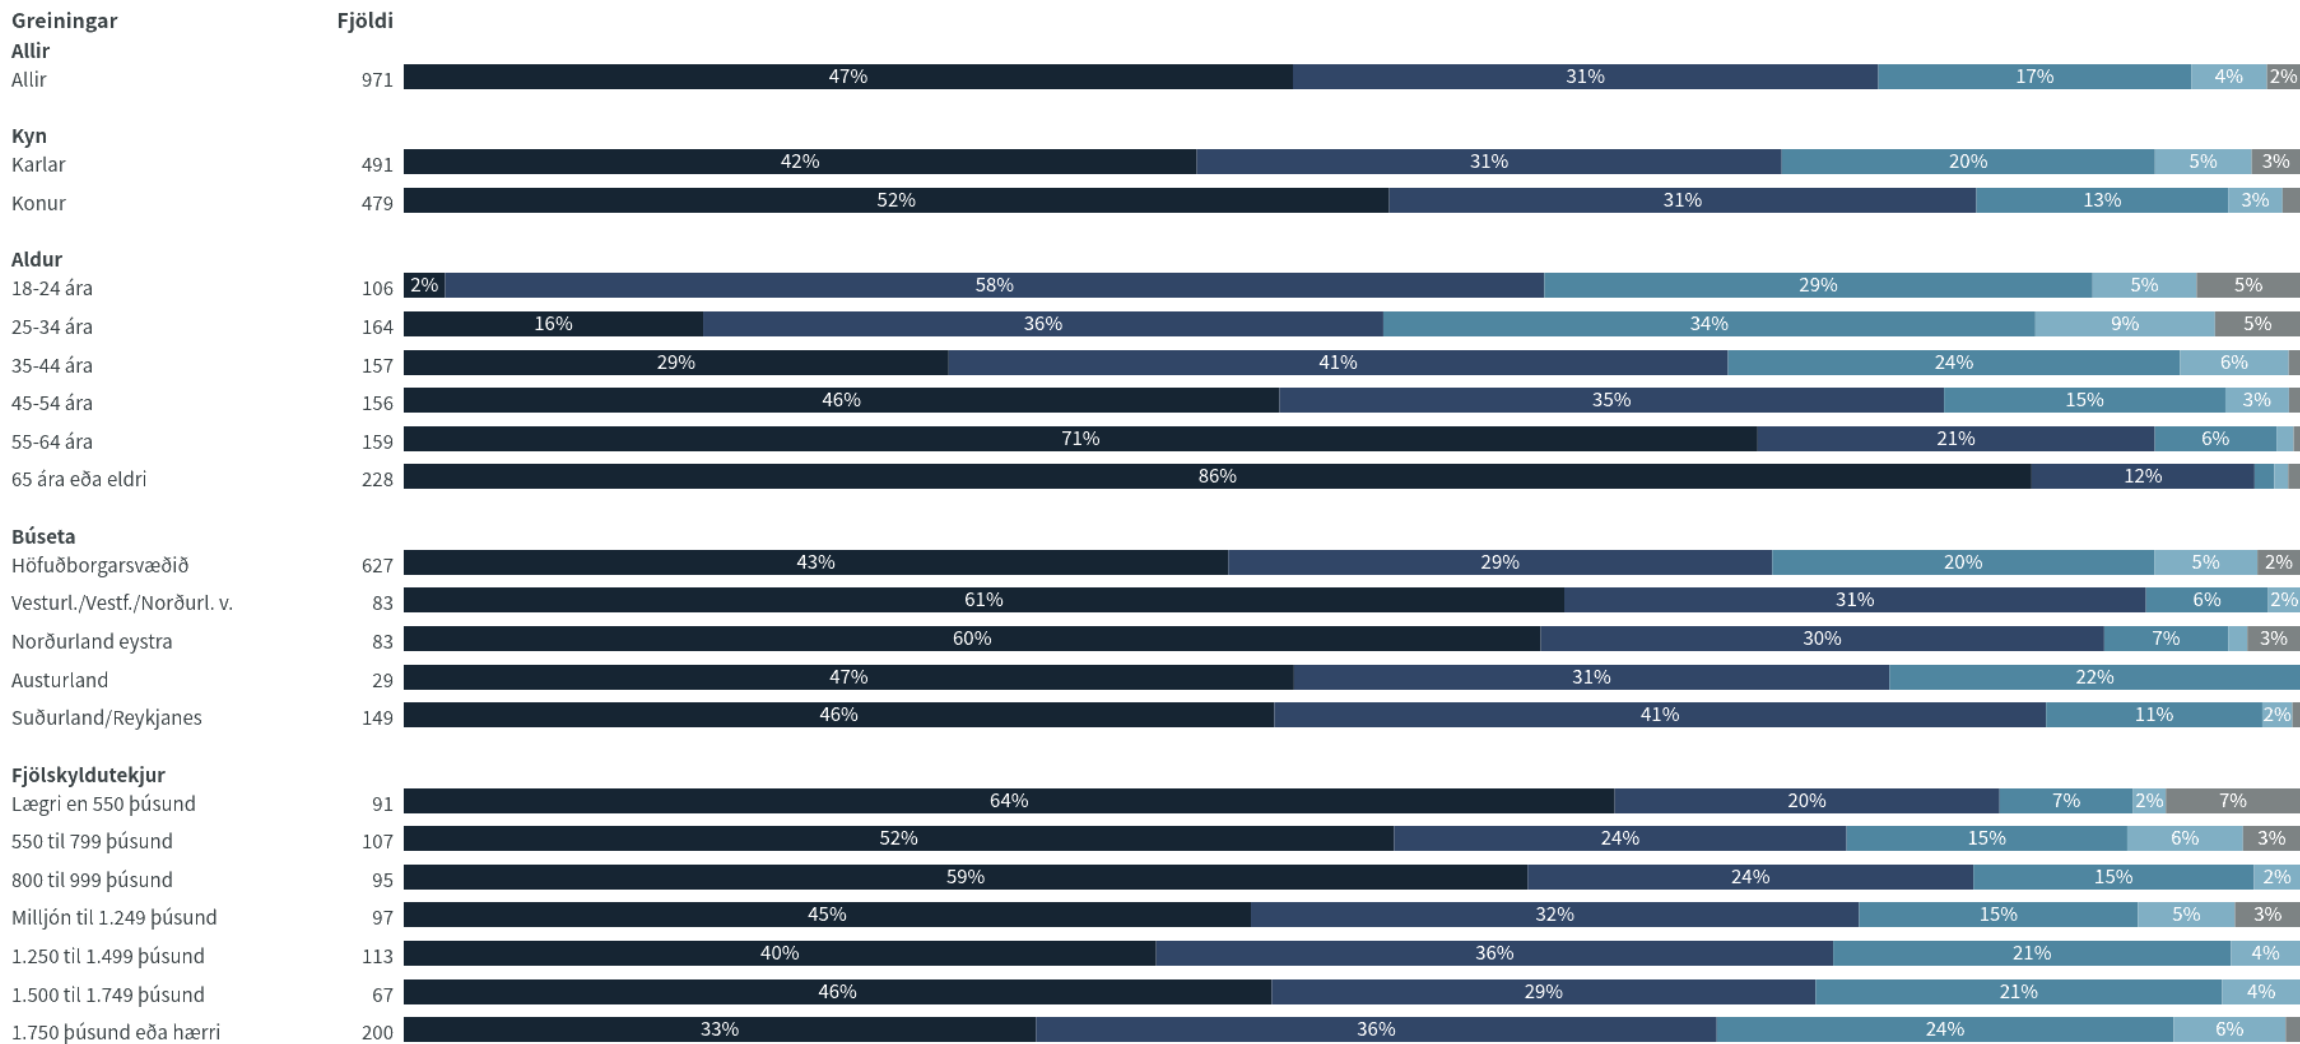 Greiningar Fjöldi
Allir
Allir 971 47% 31% 17% 4% 2%
Kyn
Karlar 491 42% 31% 20% 5% 3%
Konur 479 52% 31% 13% 3%
Aldur
18-24 ára 106 2% 58% 29% 5% 5%
25-34 ára 164 16% 36% 34% 9% 5%
35-44 ára 157 29% 41% 24% 6%
45-54 ára 156 46% 35% 15% 3%
55-64 ára 159 71% 21% 6%
65 ára eða eldri 228 86% 12%
Búseta
Höfuðborgarsvæðið 627 43% 29% 20% 5% 2%
Vesturl./Vestf./Norðurl. v. 83 61% 31% 6% 2%
Norðurland eystra 83 60% 30% 7% 3%
Austurland 29 47% 31% 22%
Suðurland/Reykjanes 149 46% 41% 11% 2%
Fjölskyldutekjur
Lægri en 550 þúsund 91 64% 20% 7% 2% 7%
550 til 799 þúsund 107 52% 24% 15% 6% 3%
800 til 999 þúsund 95 59% 24% 15% 2%
Milljón til 1.249 þúsund 97 45% 32% 15% 5% 3%
1.250 til 1.499 þúsund 113 40% 36% 21% 4%
1.500 til 1.749 þúsund 67 46% 29% 21% 4%
1.750 þúsund eða hærri 200 33% 36% 24% 6%